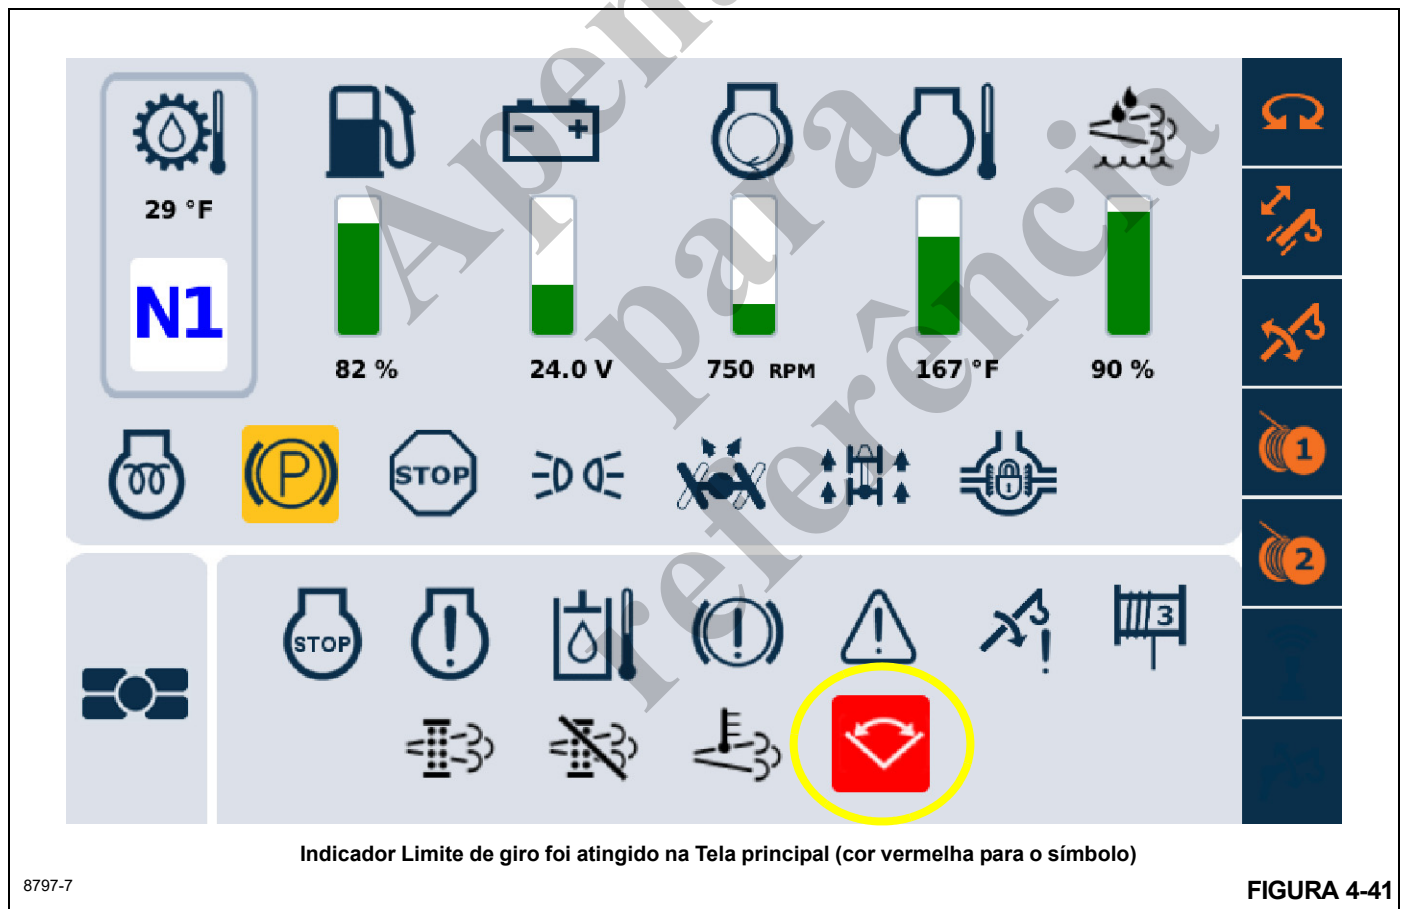 29 °F
N1
82 %
24.0 V
750 RPM
167 °F
90 %
P
STOP
1
2
STOP
3
Apenas
para
referência
Indicador Limite de giro foi atingido na Tela principal (cor vermelha para o símbolo)
8797-7
FIGURA 4-41